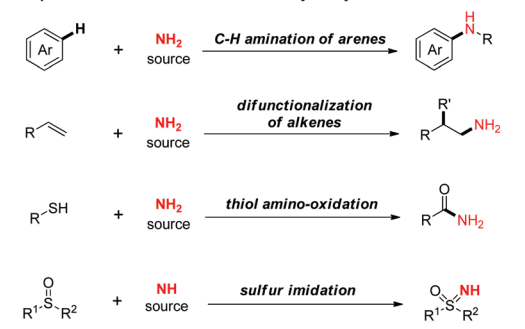 H
Ar
+
NH2
source
C-H amination of arenes
Ar
H
N
R
R
+
NH2
source
difunctionalization
of alkenes
R'
R
NH2
R
SH
+
NH2
source
thiol amino-oxidation
O
R
NH2
O
S
R1
R2
+
NH
source
sulfur imidation
O
NH
S
R1
R2